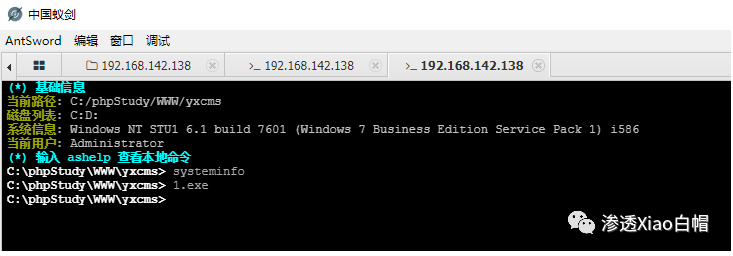 中国蚁剑
AntSword 编辑 窗口 调试
192.168.142.138 >_ 192.168.142.138 >_ 192.168.142.138
(*) 基础信息
当前路径: C:/phpStudy/WWW/yxcms
磁盘列表: C:D:
系统信息: Windows NT STU1 6.1 build 7601 (Windows 7 Business Edition Service Pack 1) i586
当前用户: Administrator
(*) 输入 ashelp 查看本地命令
C:\phpStudy\WWW\yxcms> systeminfo
C:\phpStudy\WWW\yxcms> 1.exe
C:\phpStudy\WWW\yxcms>
渗透Xiao白帽